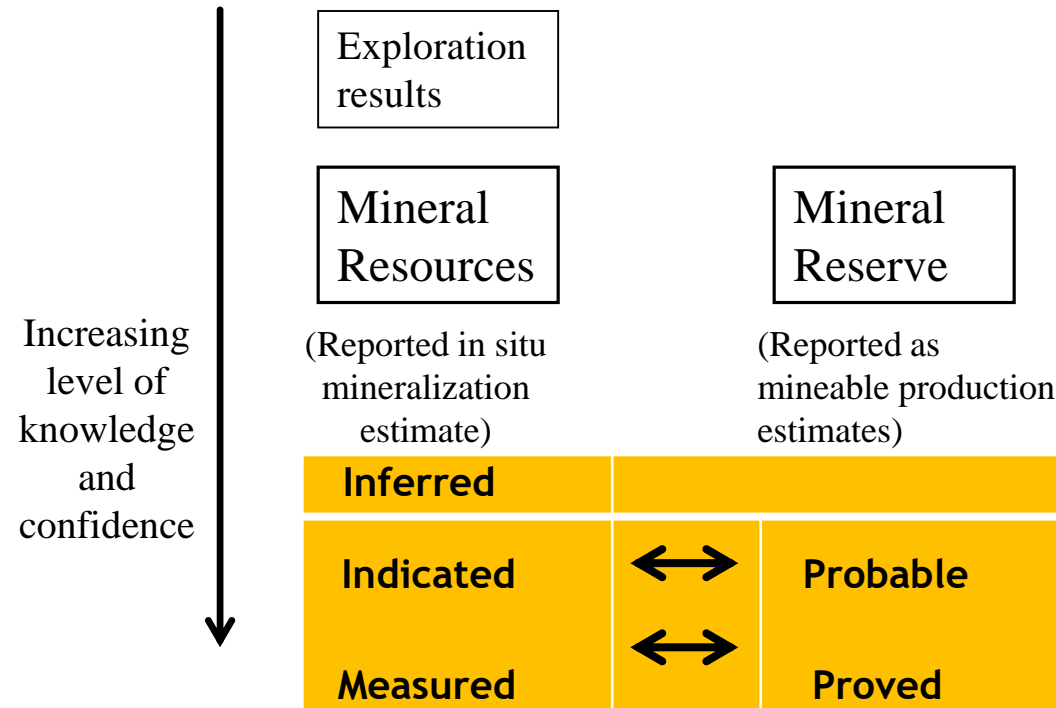 Exploration
results
Mineral
Resources
Mineral
Reserve
Increasing
level of
knowledge
and
confidence
(Reported in situ
mineralization
estimate)
(Reported as
mineable production
estimates)
Inferred
Indicated
Probable
Measured
Proved